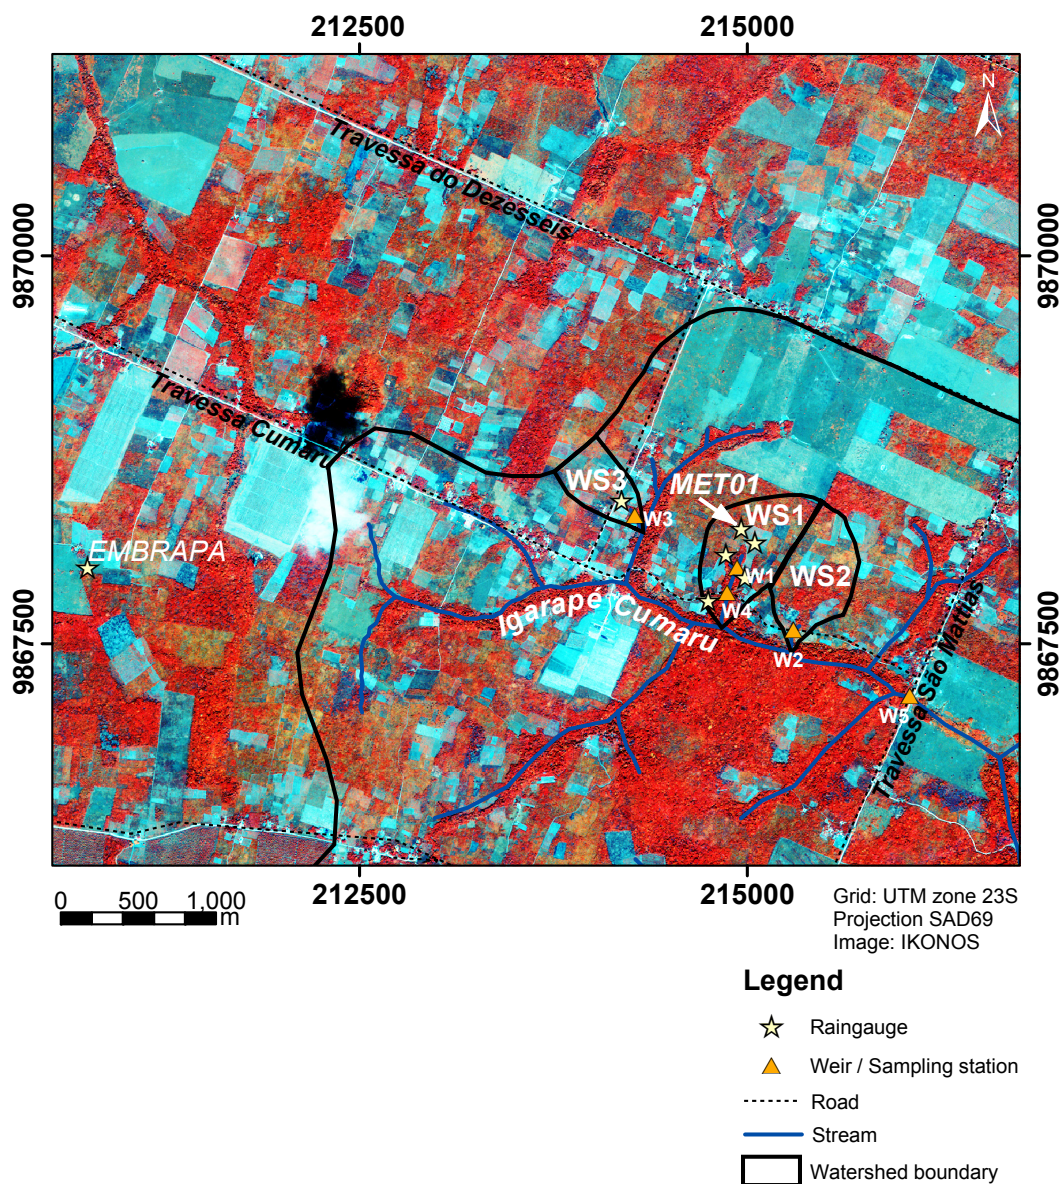 212500
215000
N
Travessa do Dezesseis
9870000
9870000
Travessa Cumaru
WS3
MET01
WS1
W3
EMBRAPA
W1
WS2
W4
Igarapé Cumaru
9867500
9867500
W2
W5
Travessa São Mattias
212500
215000
0 500 1,000
m
Grid: UTM zone 23S
Projection SAD69
Image: IKONOS
Legend
Raingauge
Weir / Sampling station
Road
Stream
Watershed boundary